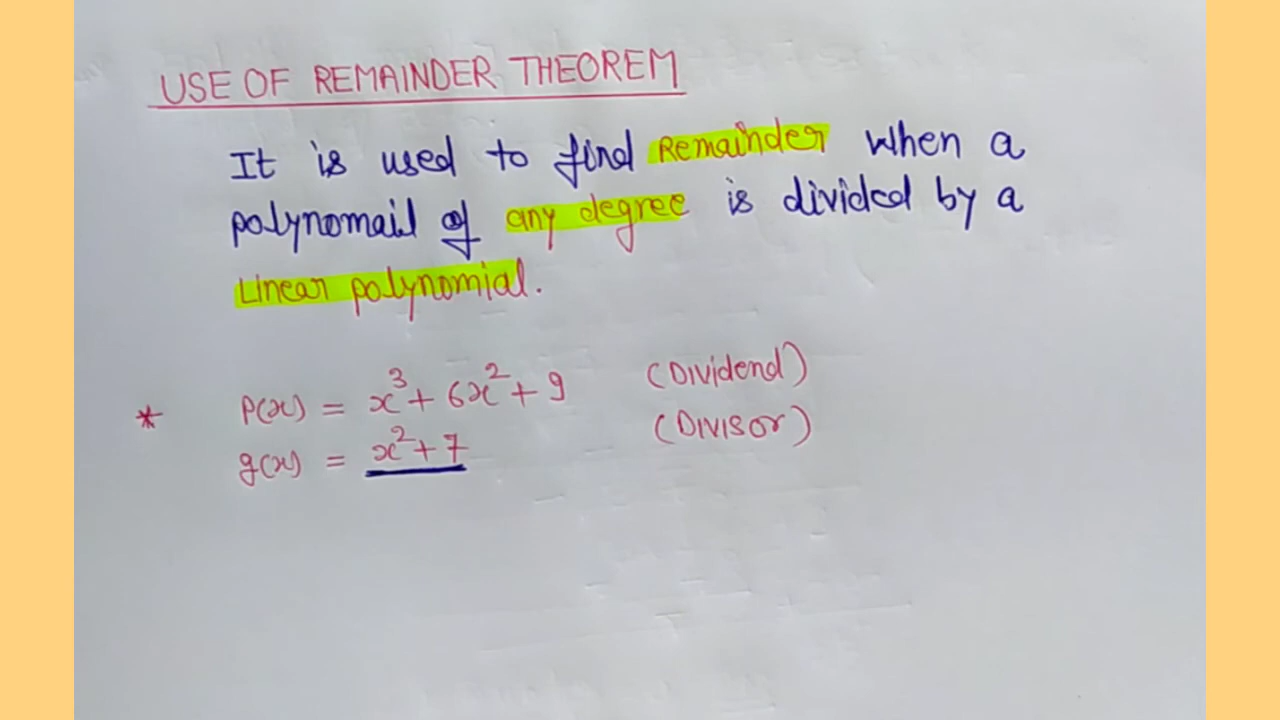 USE OF REMAINDER THEOREM
It is used to find Remainder when a
polynomail of any degree is divided by a
Linear polynomial.
* P(x) = x³ + 6x² + 9 (Dividend)
g(x) = x² + 7 (Divisor)